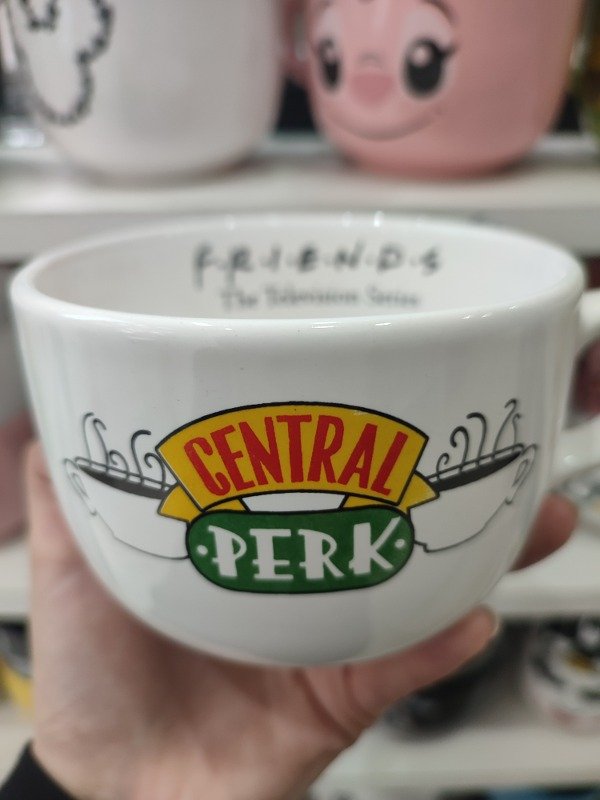 F·R·I·E·N·D·S
The Television Series
CENTRAL
·PERK·